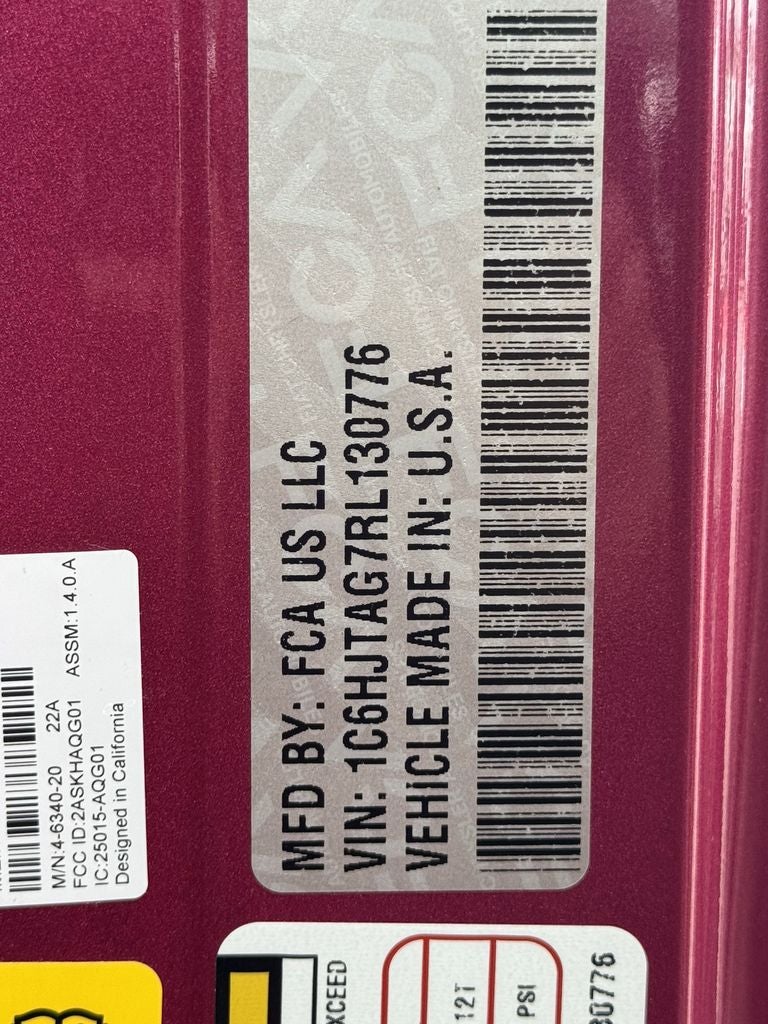 MFD BY: FCA US LLC
VIN: 1C6HJTAG7RL130776
VEHICLE MADE IN: U.S.A.
M/N:4-6340-20 22A
FCC ID:2ASKHAQG01 ASSM:1.4.0.A
IC:25015-AQG01
Designed in California
XCEED
12T
PSI
30776